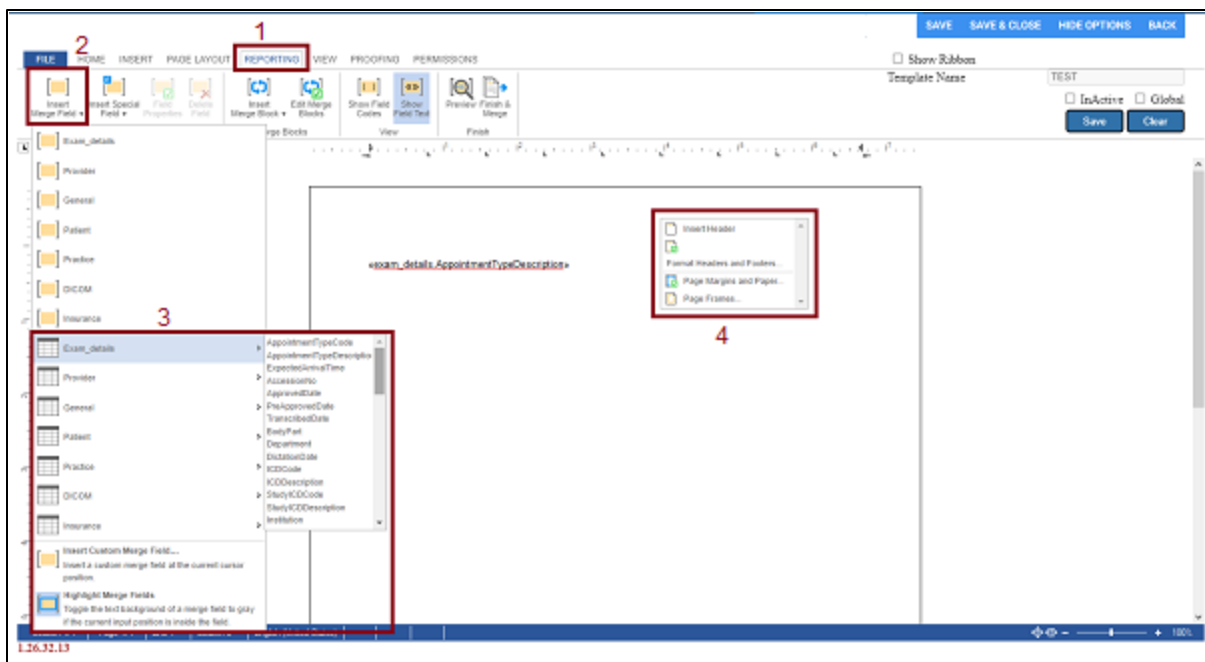 SAVE SAVE & CLOSE HIDE OPTIONS BACK
1
2
FILE HOME INSERT PAGE LAYOUT REPORTING VIEW PROOFING PERMISSIONS
Show Ribbon
Template Name TEST
InActive Global
Save Clear
Insert Merge Field
Insert Special Field
Field Properties
Delete Field
Insert Merge Block
Edit Merge Blocks
Show Field Codes
Show Field Text
Preview
Finish & Merge
rge Blocks View Finish
Exam_details
Provider
General
Patient
Practice
DICOM
Insurance
3
Exam_details
Provider
General
Patient
Practice
DICOM
Insurance
AppointmentTypeCode
AppointmentTypeDescriptio
ExpectedArrivalTime
AccessionNo
ApprovedDate
PreApprovedDate
TranscribedDate
BodyPart
Department
DictationDate
ICDCode
ICDDescription
StudyICDCode
StudyICDDescription
Institution
Insert Custom Merge Field...
Insert a custom merge field at the current cursor
position.
Highlight Merge Fields
Toggle the text background of a merge field to gray
if the current input position is inside the field.
«exam_details.AppointmentTypeDescription»
Insert Header
Format Headers and Footers...
Page Margins and Paper...
Page Frames...
4
100%
1.26.32.13